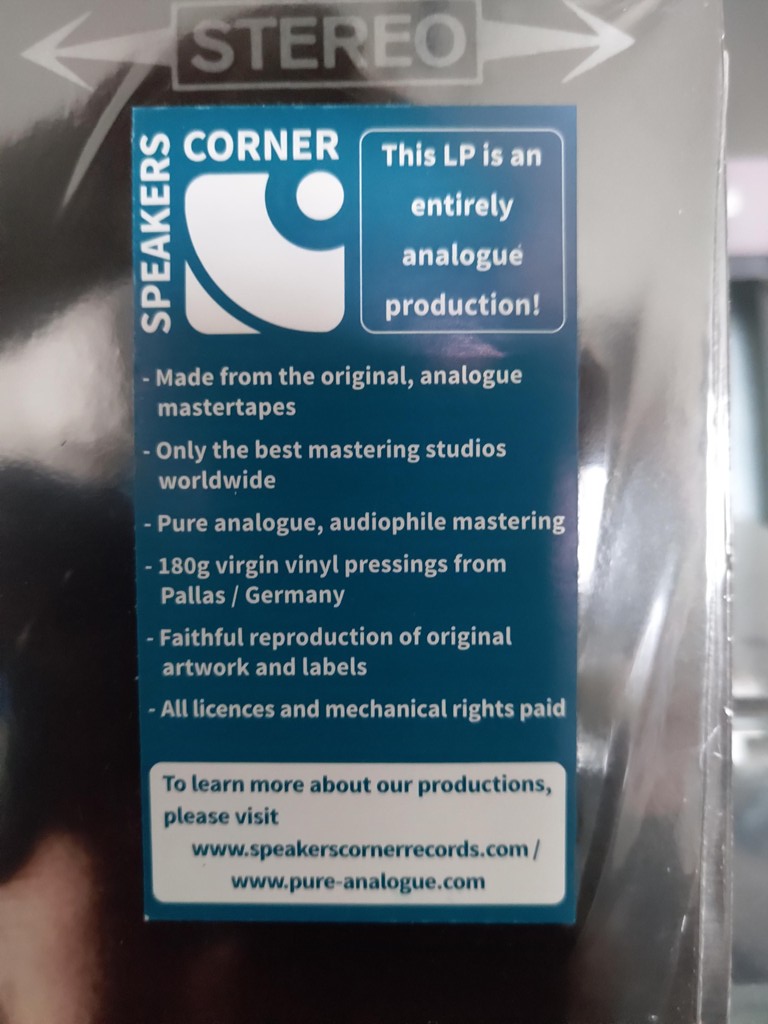 STEREO
SPEAKERS
CORNER
This LP is an
entirely
analogue
production!
- Made from the original, analogue
mastertapes
- Only the best mastering studios
worldwide
- Pure analogue, audiophile mastering
- 180g virgin vinyl pressings from
Pallas / Germany
- Faithful reproduction of original
artwork and labels
- All licences and mechanical rights paid
To learn more about our productions,
please visit
www.speakerscornerrecords.com /
www.pure-analogue.com